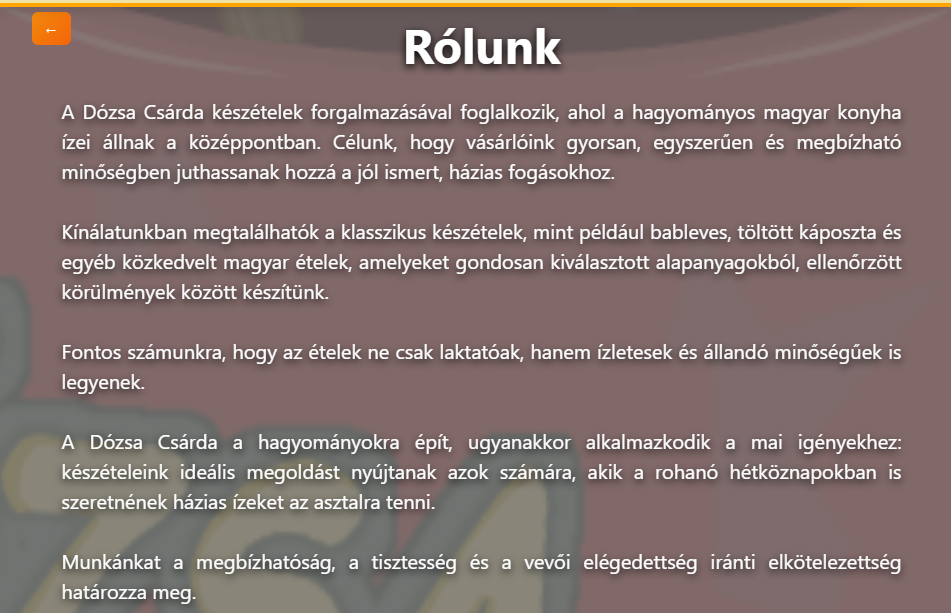 ←
Rólunk
A Dózsa Csárda készételek forgalmazásával foglalkozik, ahol a hagyományos magyar konyha
ízei állnak a középpontban. Célunk, hogy vásárlóink gyorsan, egyszerűen és megbízható
minőségben juthassanak hozzá a jól ismert, házias fogásokhoz.
Kínálatunkban megtalálhatók a klasszikus készételek, mint például bableves, töltött káposzta és
egyéb közkedvelt magyar ételek, amelyeket gondosan kiválasztott alapanyagokból, ellenőrzött
körülmények között készítünk.
Fontos számunkra, hogy az ételek ne csak laktatóak, hanem ízletesek és állandó minőségűek is
legyenek.
A Dózsa Csárda a hagyományokra épít, ugyanakkor alkalmazkodik a mai igényekhez:
készételeink ideális megoldást nyújtanak azok számára, akik a rohanó hétköznapokban is
szeretnének házias ízeket az asztalra tenni.
Munkánkat a megbízhatóság, a tisztesség és a vevői elégedettség iránti elkötelezettség
határozza meg.